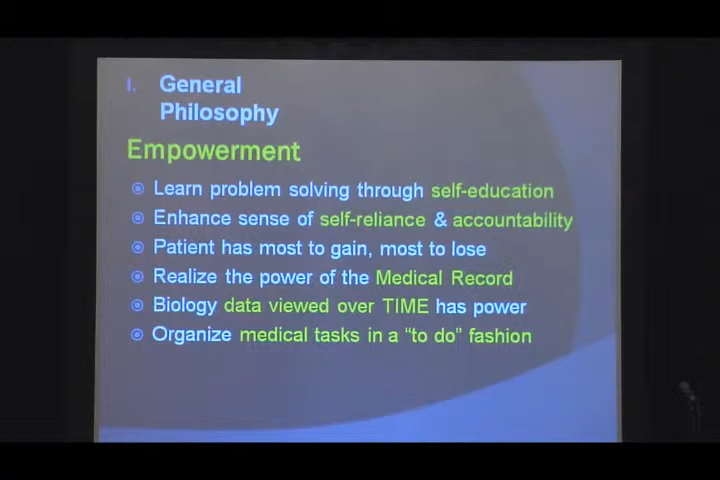 I. General
Philosophy
Empowerment
Learn problem solving through self-education
Enhance sense of self-reliance & accountability
Patient has most to gain, most to lose
Realize the power of the Medical Record
Biology data viewed over TIME has power
Organize medical tasks in a “to do” fashion